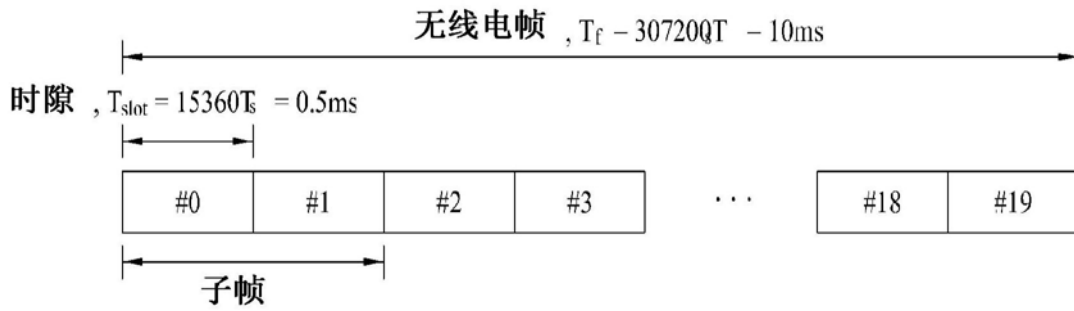 无线电帧 , Tf – 307200Ts – 10ms
时隙 , Tslot = 15360Ts = 0.5ms
#0 #1 #2 #3 ··· #18 #19
子帧